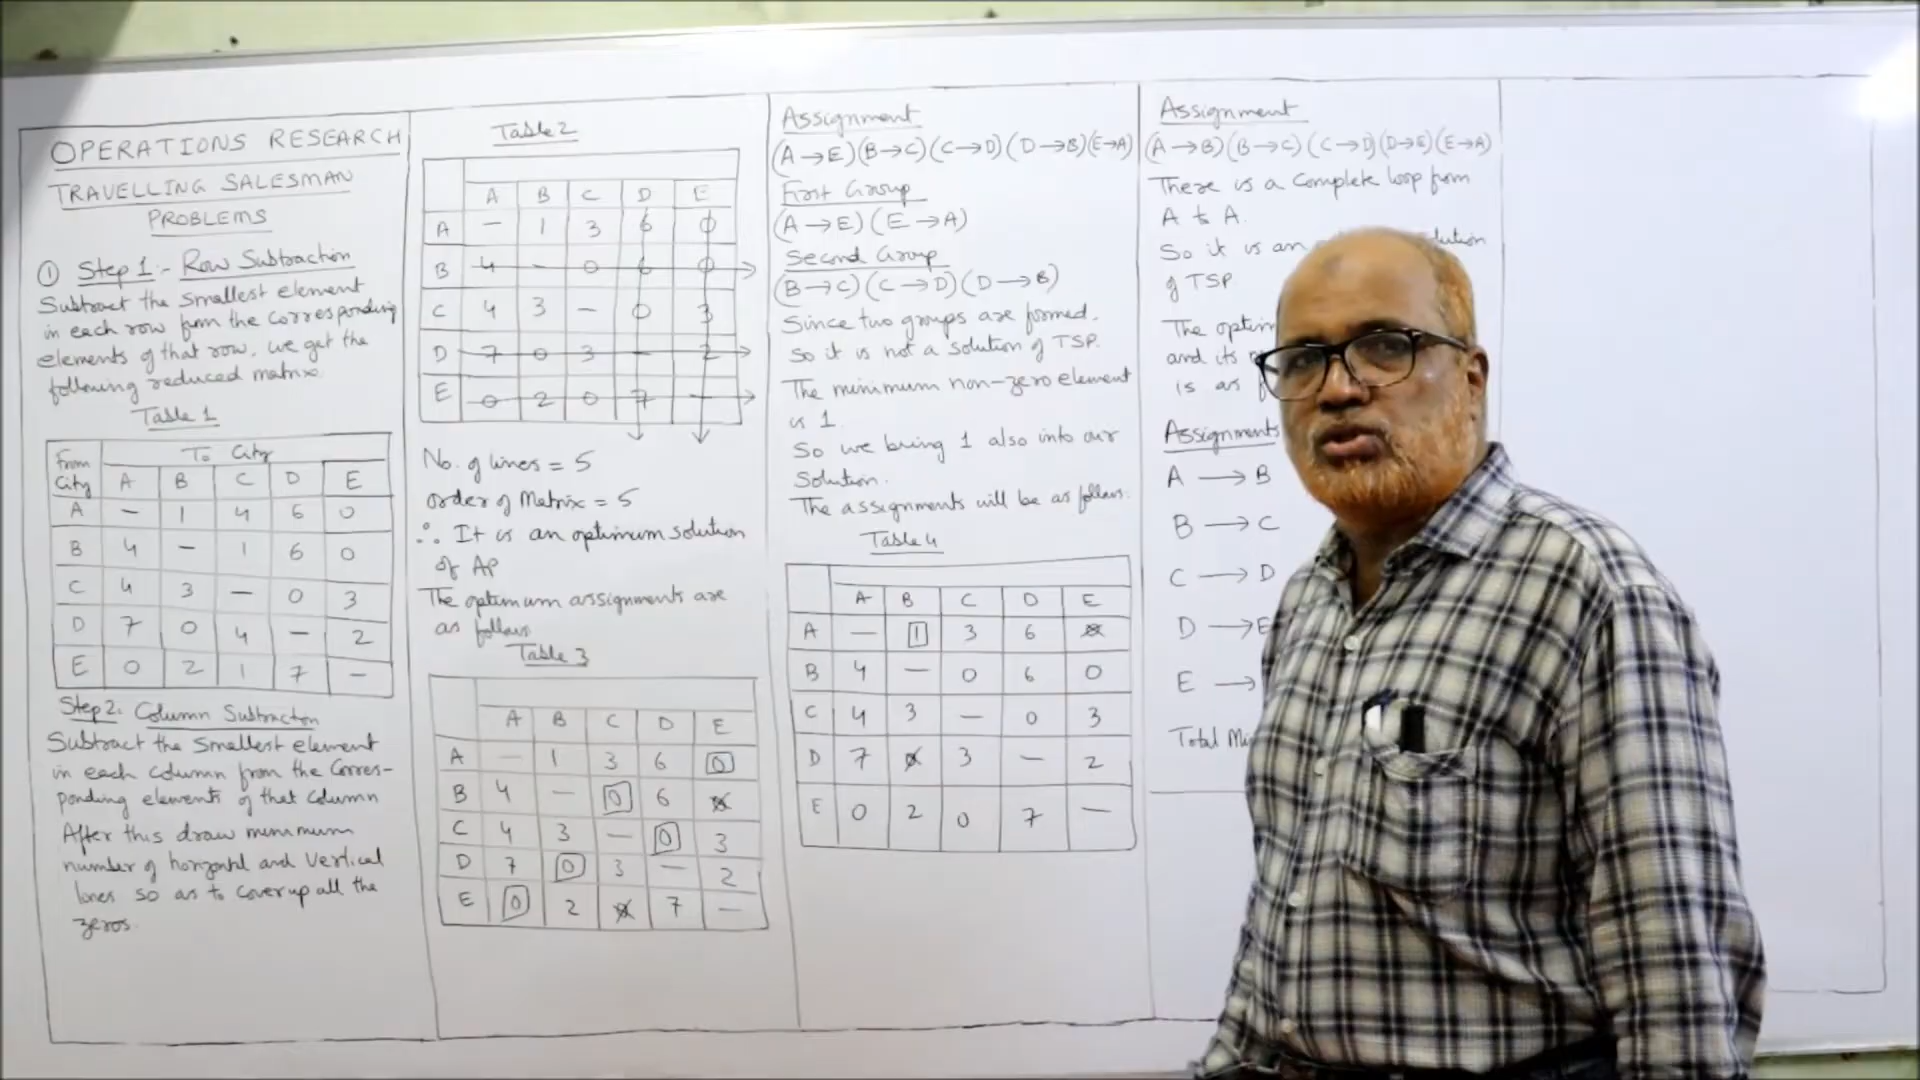 OPERATIONS RESEARCH
TRAVELLING SALESMAN
PROBLEMS
① Step 1:- Row Subtraction
Subtract the smallest element
in each row from the corresponding
elements of that row, we get the
following reduced matrix
Table 1
From City To City
A B C D E
A - 1 4 6 0
B 4 - 1 6 0
C 4 3 - 0 3
D 7 0 4 - 2
E 0 2 1 7 -
Step 2: Column Subtraction
Subtract the smallest element
in each column from the Corres-
ponding elements of that column
After this draw minimum
number of horizontal and vertical
lines so as to cover up all the
zeros.
Table 2
A B C D E
A - 1 3 6 0
B 4 - 0 6 0
C 4 3 - 0 3
D 7 0 3 - 2
E 0 2 0 7 -
No. of lines = 5
order of Matrix = 5
∴ It is an optimum solution
of AP
The optimum assignments are
as follows
Table 3
A B C D E
A - 1 3 6 0
B 4 - 0 6 0
C 4 3 - 0 3
D 7 0 3 - 2
E 0 2 0 7 -
Assignment
(A→E)(B→C)(C→D)(D→B)(E→A)
First Group
(A→E)(E→A)
Second Group
(B→C)(C→D)(D→B)
Since two groups are formed.
So it is not a solution of TSP.
The minimum non-zero element
is 1.
So we bring 1 also into our
Solution.
The assignments will be as follows.
Table 4
A B C D E
A - 1 3 6 0
B 4 - 0 6 0
C 4 3 - 0 3
D 7 0 3 - 2
E 0 2 0 7 -
Assignment
(A→B)(B→C)(C→D)(D→E)(E→A)
There is a complete loop from
A to A.
So it is an
of TSP
The
and its
is as
Assignments
A → B
B → C
C → D
D → E
E →
Total